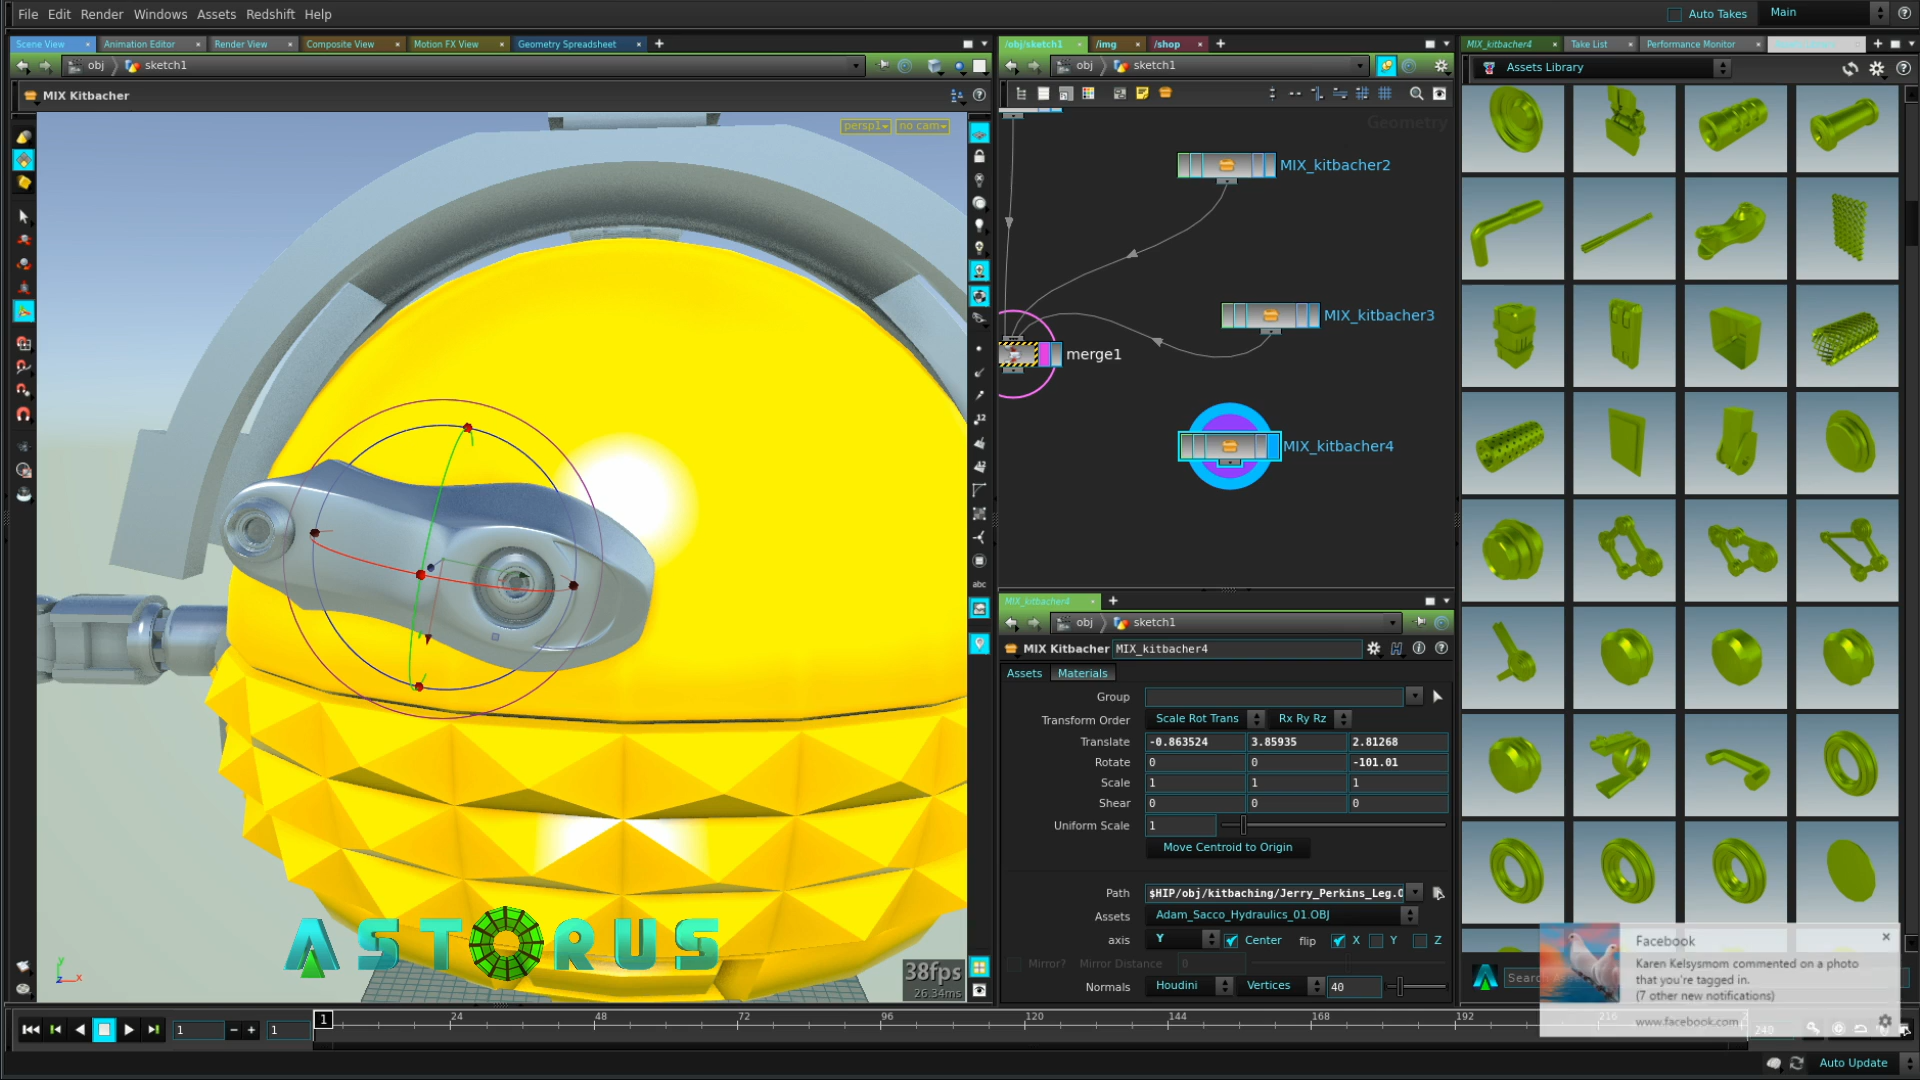 File Edit Render Windows Assets Redshift Help
Auto Takes Main
Scene View Animation Editor Render View Composite View Motion FX View Geometry Spreadsheet
/obj/sketch1 /img /shop
MIX_kitbacher4 Take List Performance Monitor
obj sketch1
obj sketch1
Assets Library
MIX Kitbacher
persp1 no cam
Geometry
MIX_kitbacher2
MIX_kitbacher3
merge1
MIX_kitbacher4
12
abc
MIX_kitbacher4
obj sketch1
MIX Kitbacher MIX_kitbacher4
Assets Materials
Group
Transform Order Scale Rot Trans Rx Ry Rz
Translate -0.863524 3.85935 2.81268
Rotate 0 0 -101.01
Scale 1 1 1
Shear 0 0 0
Uniform Scale 1
Move Centroid to Origin
Path $HIP/obj/kitbaching/Jerry_Perkins_Leg.O
Assets Adam_Sacco_Hydraulics_01.OBJ
axis Y Center flip X Y Z
Mirror? Mirror Distance 0
Normals Houdini Vertices 40
ASTORUS
38fps
26.34ms
y
z x
Facebook
Karen Kelsysmom commented on a photo
that you're tagged in.
(7 other new notifications)
www.facebook.com
Search
1 1 1 24 48 72 96 120 144 168 192 216 240
Auto Update